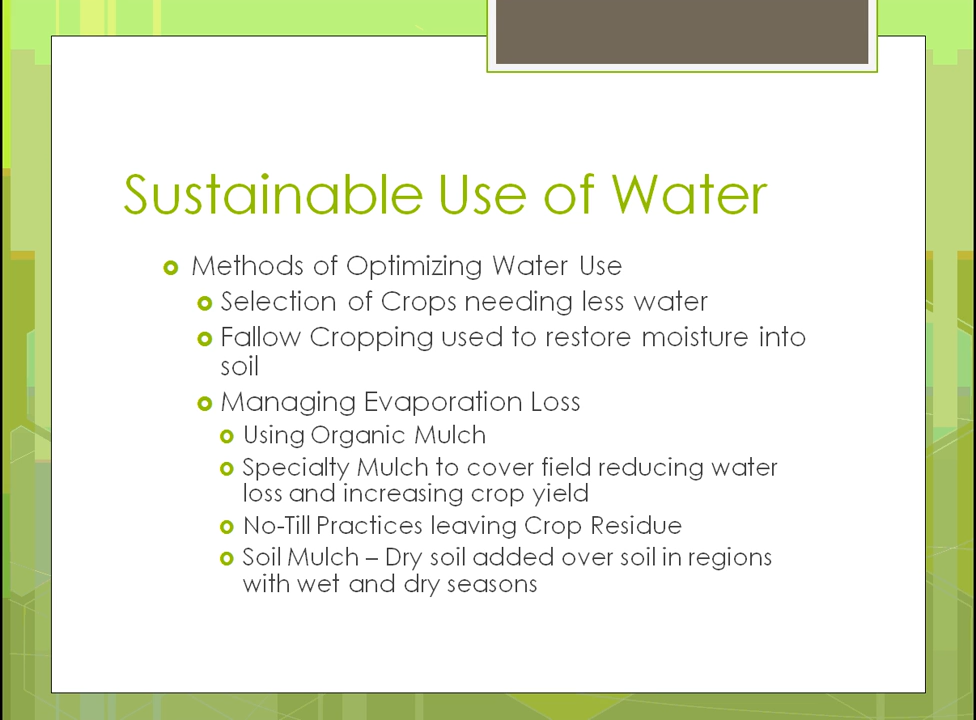 Sustainable Use of Water
Methods of Optimizing Water Use
Selection of Crops needing less water
Fallow Cropping used to restore moisture into
soil
Managing Evaporation Loss
Using Organic Mulch
Specialty Mulch to cover field reducing water
loss and increasing crop yield
No-Till Practices leaving Crop Residue
Soil Mulch – Dry soil added over soil in regions
with wet and dry seasons